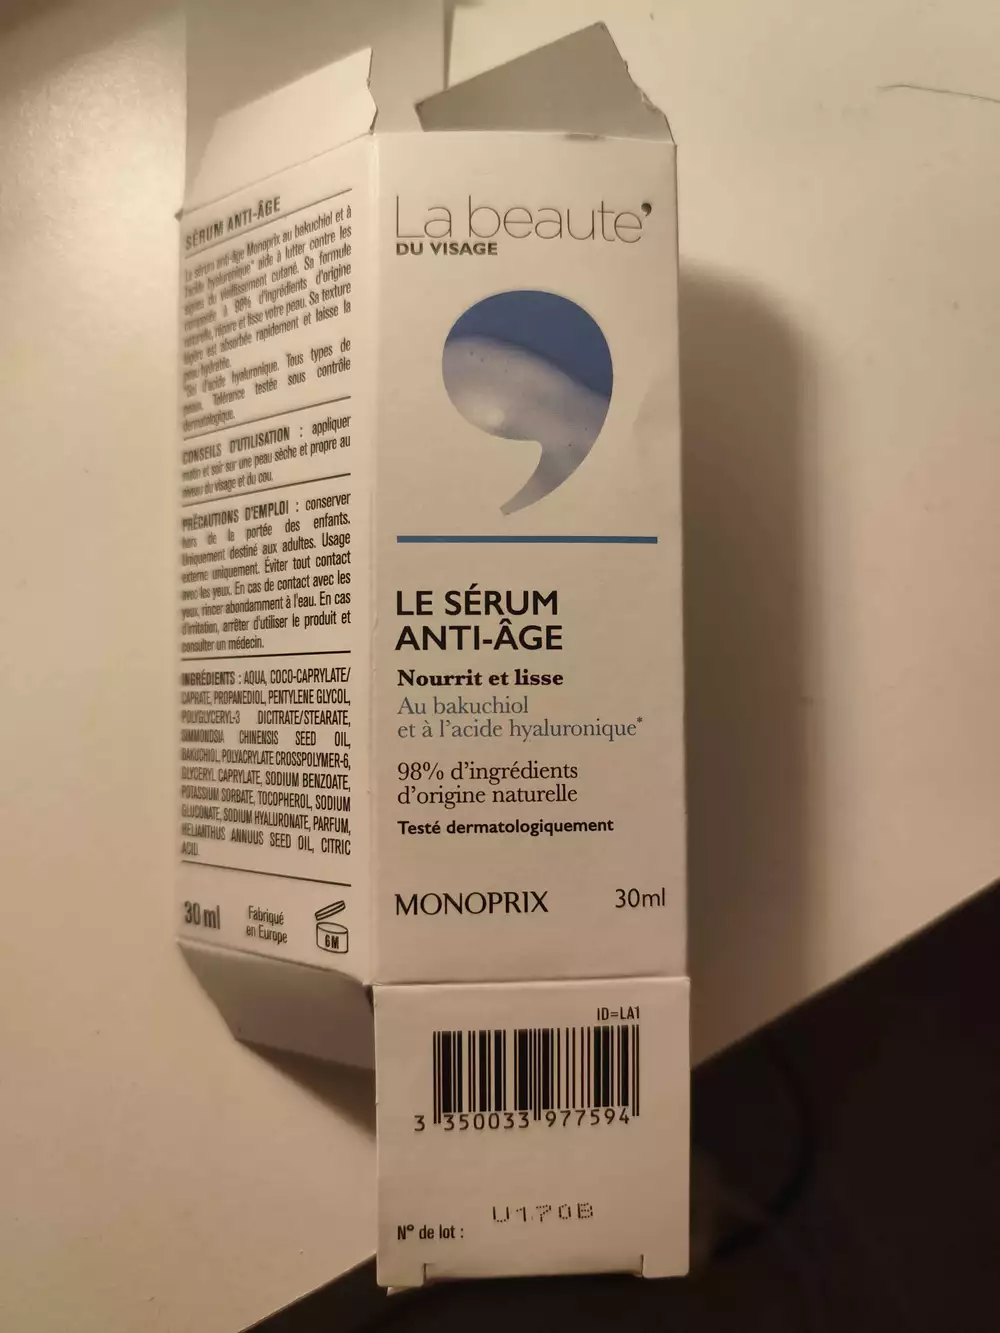 SÉRUM ANTI-ÂGE
Le sérum anti-âge Monoprix au bakuchiol et à
l'acide hyaluronique* aide à lutter contre les
signes du vieillissement cutané. Sa formule
composée à 98% d'ingrédients d'origine
naturelle, répare et lisse votre peau. Sa texture
légère est absorbée rapidement et laisse la
peau hydratée.
*Sel d'acide hyaluronique. Tous types de
peaux. Tolérance testée sous contrôle
dermatologique.
CONSEILS D'UTILISATION : appliquer
matin et soir sur une peau sèche et propre au
niveau du visage et du cou.
PRÉCAUTIONS D'EMPLOI : conserver
hors de la portée des enfants.
Uniquement destiné aux adultes. Usage
externe uniquement. Éviter tout contact
avec les yeux. En cas de contact avec les
yeux, rincer abondamment à l'eau. En cas
d'irritation, arrêter d'utiliser le produit et
consulter un médecin.
INGRÉDIENTS : AQUA, COCO-CAPRYLATE/
CAPRATE, PROPANEDIOL, PENTYLENE GLYCOL,
POLYGLYCERYL-3 DICITRATE/STEARATE,
SIMMONDSIA CHINENSIS SEED OIL,
BAKUCHIOL, POLYACRYLATE CROSSPOLYMER-6,
GLYCERYL CAPRYLATE, SODIUM BENZOATE,
POTASSIUM SORBATE, TOCOPHEROL, SODIUM
GLUCONATE, SODIUM HYALURONATE, PARFUM,
HELIANTHUS ANNUUS SEED OIL, CITRIC
ACID.
30 ml
Fabriqué
en Europe
6M
La beauté
DU VISAGE
LE SÉRUM
ANTI-ÂGE
Nourrit et lisse
Au bakuchiol
et à l'acide hyaluronique*
98% d'ingrédients
d'origine naturelle
Testé dermatologiquement
MONOPRIX 30ml
ID=LA1
3 350033 977594
N° de lot : U170B